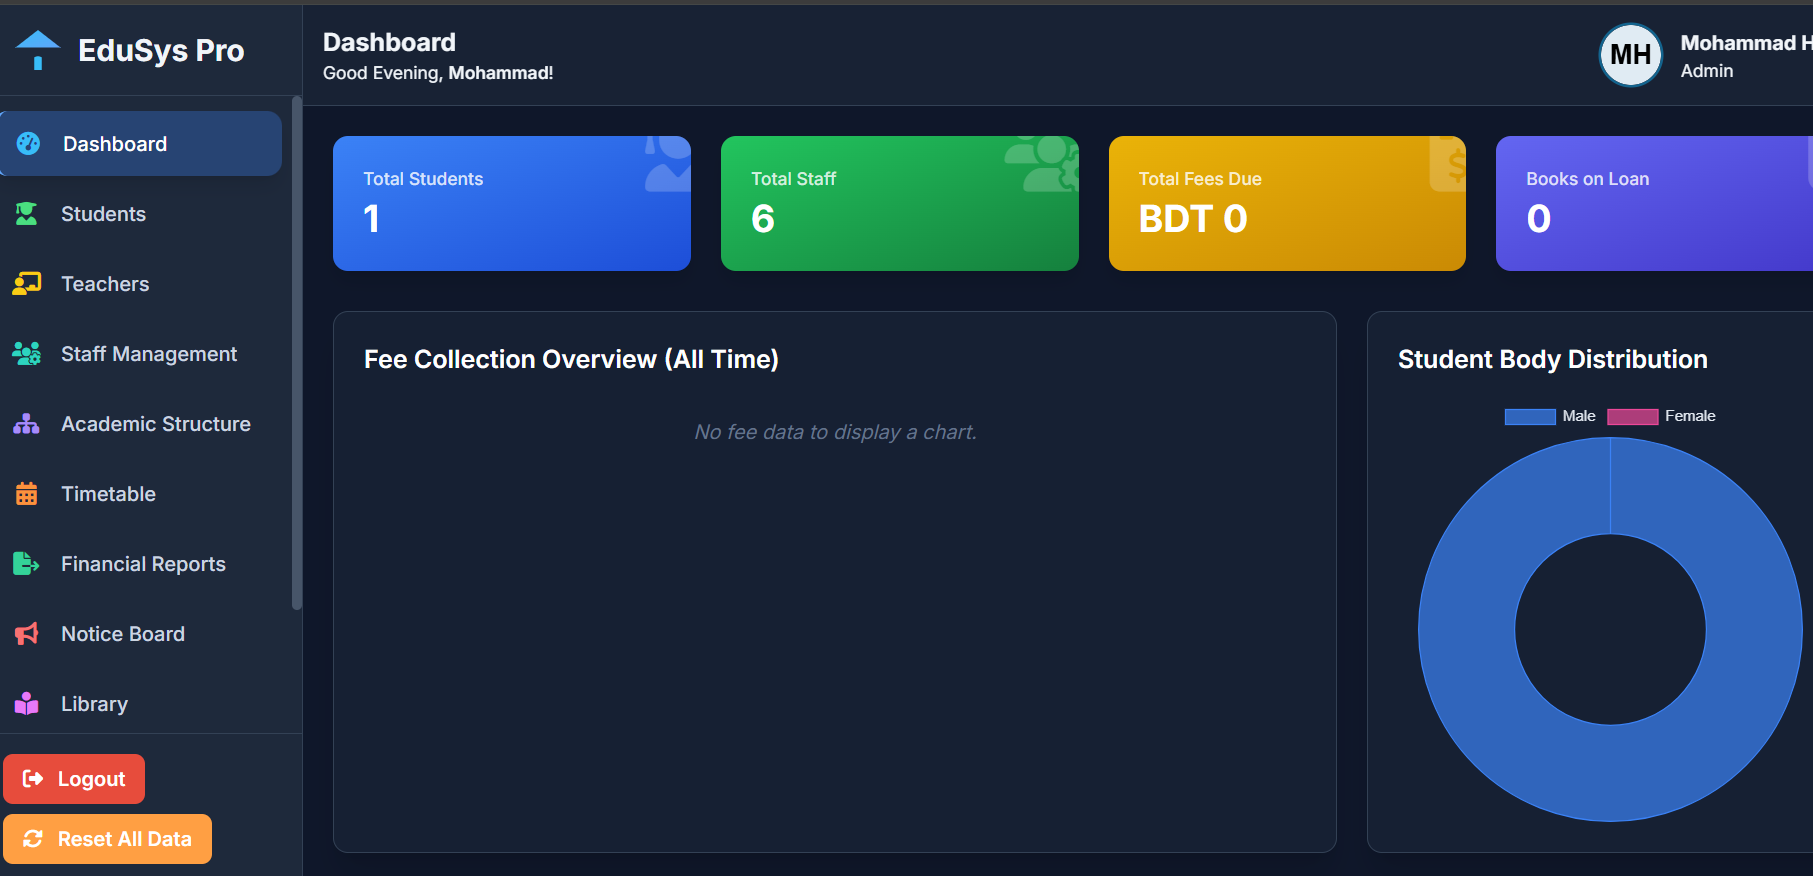 EduSys Pro
Dashboard
Students
Teachers
Staff Management
Academic Structure
Timetable
Financial Reports
Notice Board
Library
Logout
Reset All Data
Dashboard
Good Evening, Mohammad!
MH
Mohammad H
Admin
Total Students
1
Total Staff
6
Total Fees Due
BDT 0
$
Books on Loan
0
Fee Collection Overview (All Time)
No fee data to display a chart.
Student Body Distribution
Male Female